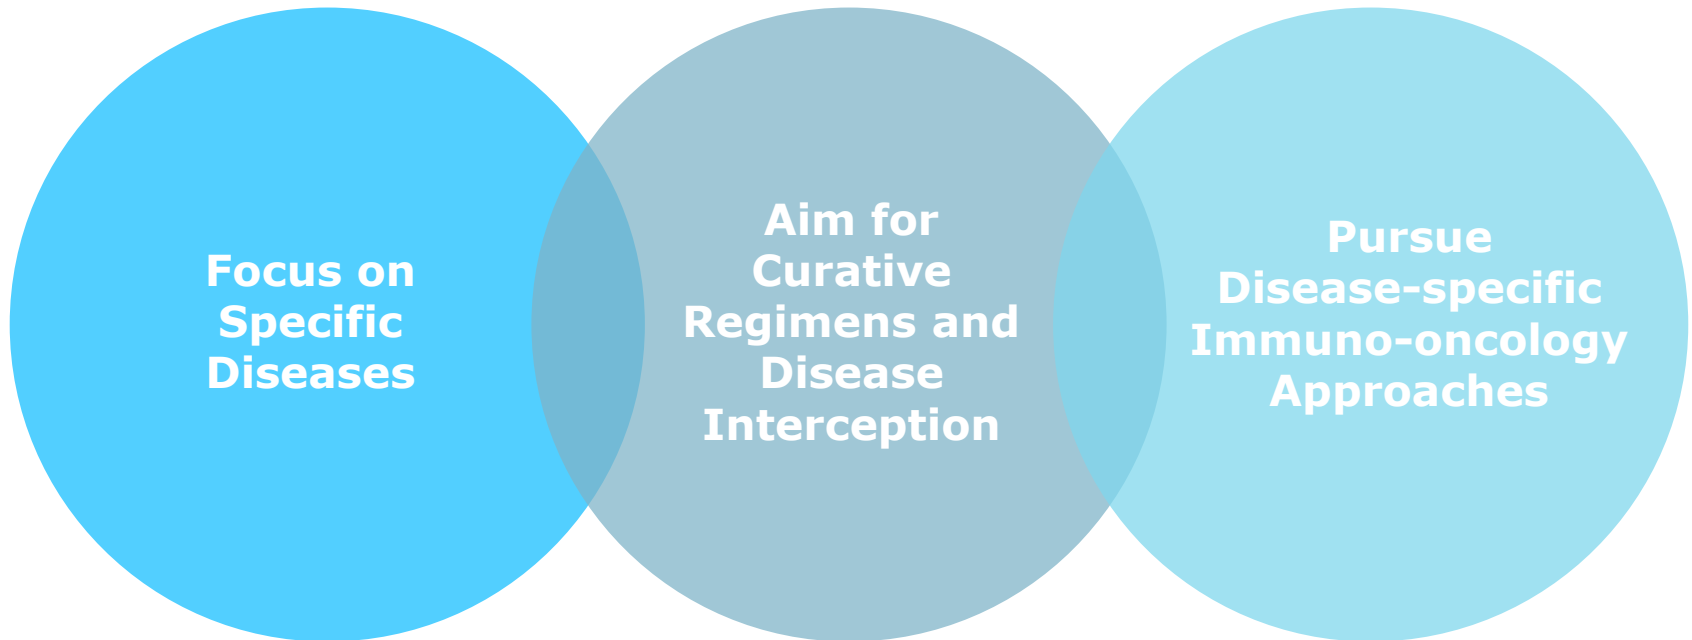 Focus on
Specific
Diseases
Aim for
Curative
Regimens and
Disease
Interception
Pursue
Disease-specific
Immuno-oncology
Approaches